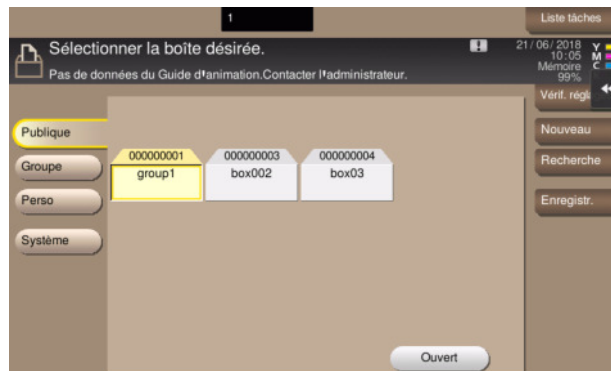 1
Liste tâches
Sélectionner la boîte désirée.
21/06/2018
10:05
Mémoire
99%
Y
M
C
Pas de données du Guide d'animation.Contacter l'administrateur.
Vérif. régl
Publique
Nouveau
000000001 000000003 000000004
group1 box002 box03
Groupe
Recherche
Perso
Enregistr.
Système
Ouvert